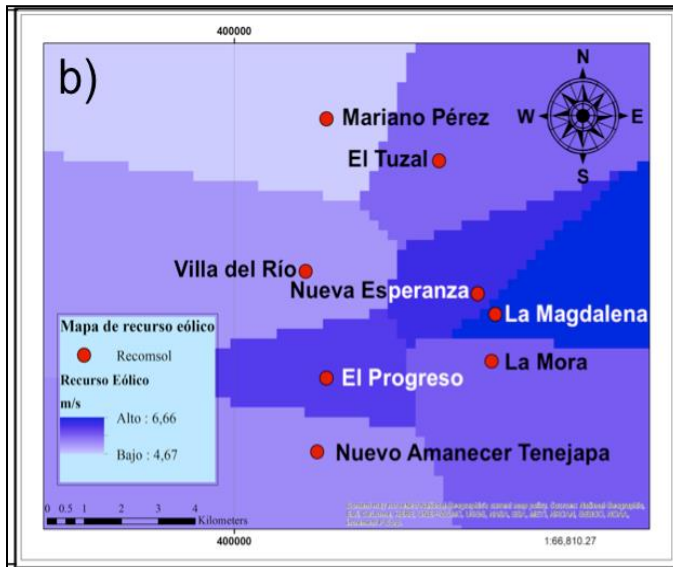 400000
b)
N
W
E
S
Mariano Pérez
El Tuzal
Villa del Río
Nueva Esperanza
La Magdalena
Mapa de recurso eólico
Recomsol
Recurso Eólico
m/s
Alto : 6,66
Bajo : 4,67
El Progreso
La Mora
Nuevo Amanecer Tenejapa
0 0.5 1 2 3 4
Kilometers
400000
1:66,810.27